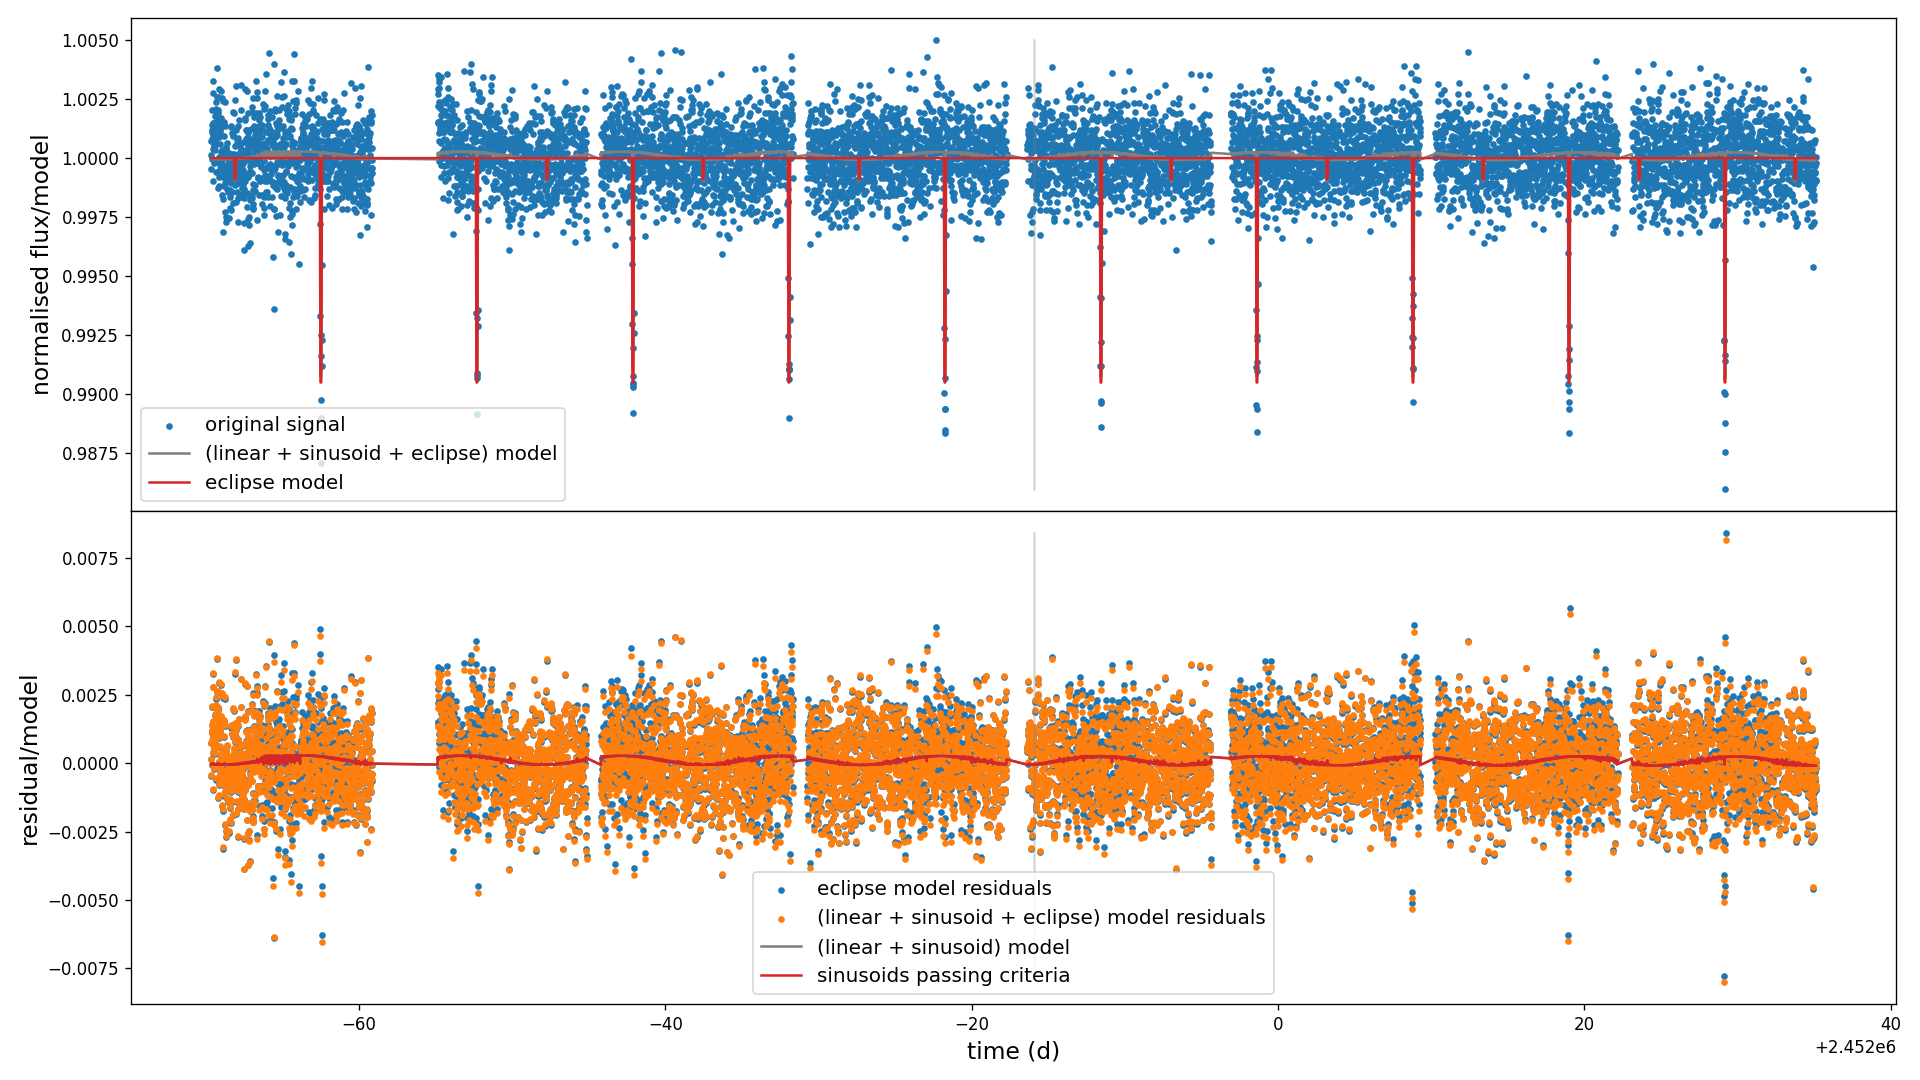 1.0050
1.0025
1.0000
0.9975
0.9950
0.9925
0.9900
0.9875
normalised flux/model
original signal
(linear + sinusoid + eclipse) model
eclipse model
0.0075
0.0050
0.0025
0.0000
−0.0025
−0.0050
−0.0075
residual/model
eclipse model residuals
(linear + sinusoid + eclipse) model residuals
(linear + sinusoid) model
sinusoids passing criteria
−60 −40 −20 0 20 40
time (d)
+2.452e6